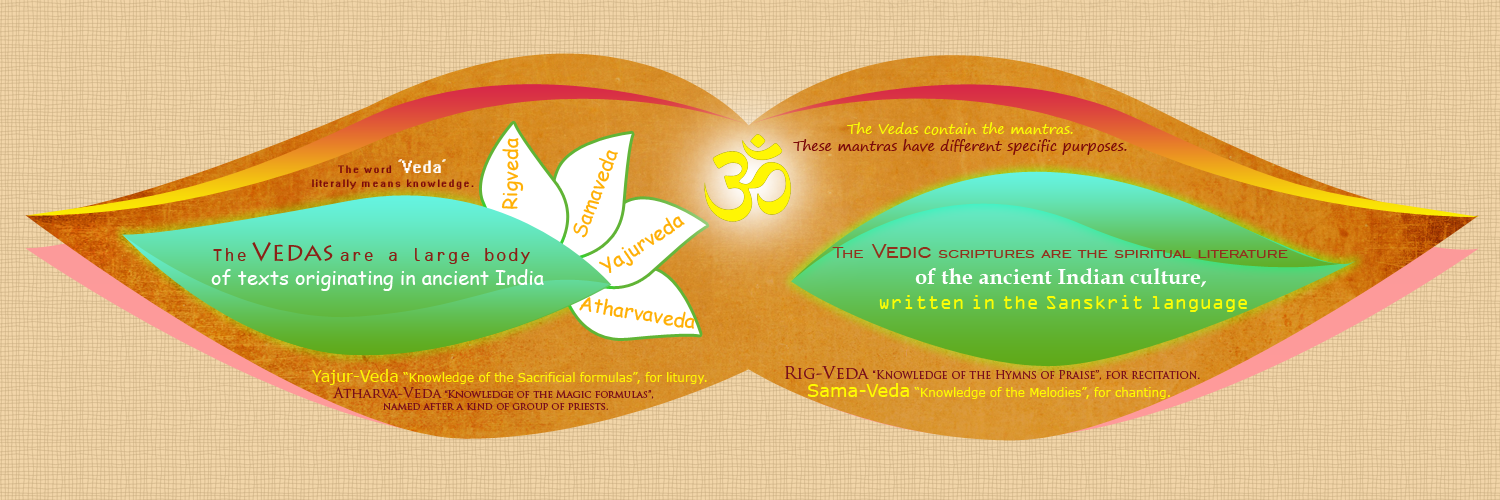 The word "Veda"
literally means knowledge.
The VEDAS are a large body
of texts originating in ancient India
Rigveda
Samaveda
Yajurveda
Atharvaveda
Yajur-Veda "Knowledge of the Sacrificial formulas", for liturgy.
Atharva-Veda "Knowledge of the Magic formulas",
named after a kind of group of priests.
ॐ
The Vedas contain the mantras.
These mantras have different specific purposes.
The Vedic scriptures are the spiritual literature
of the ancient Indian culture,
written in the Sanskrit language
Rig-Veda "Knowledge of the Hymns of Praise", for recitation.
Sama-Veda "Knowledge of the Melodies", for chanting.